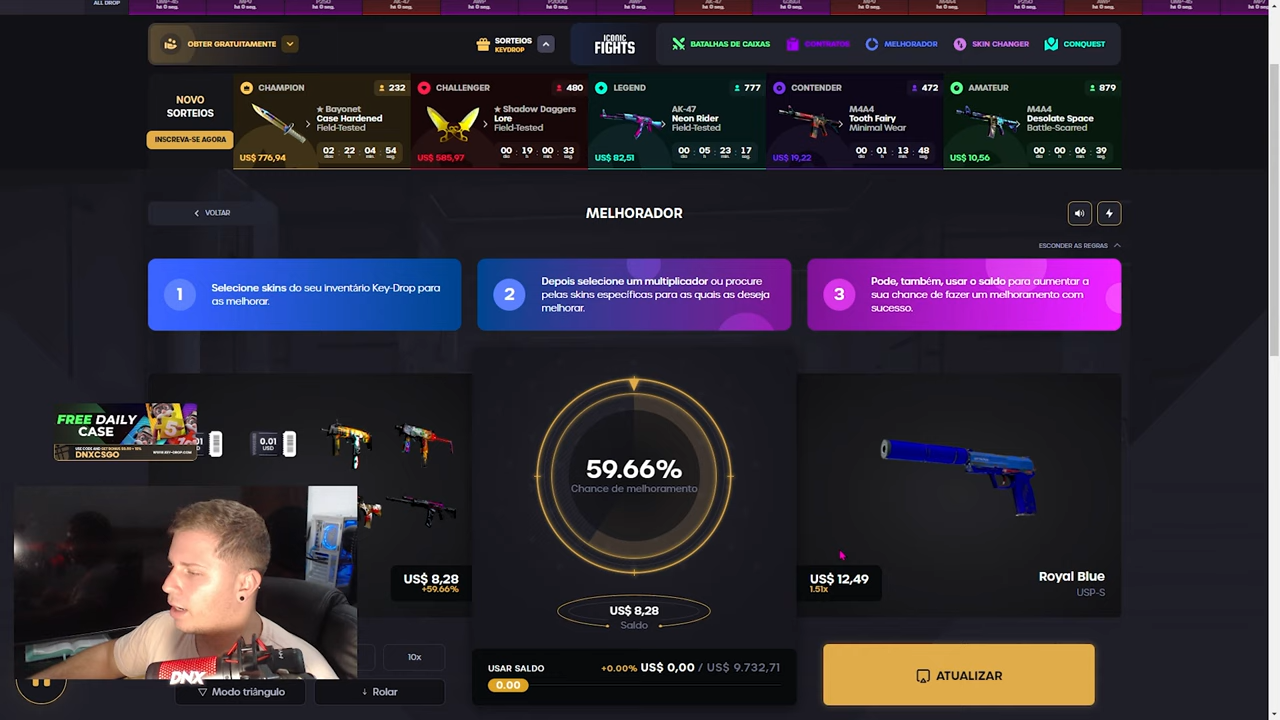 ALL DROP
OBTER GRATUITAMENTE
SORTEIOS
KEYDROP
ICONIC
FIGHTS
BATALHAS DE CAIXAS
CONTRATOS
MELHORADOR
SKIN CHANGER
CONQUEST
NOVO
SORTEIOS
INSCREVA-SE AGORA
CHAMPION 232
★ Bayonet
Case Hardened
Field-Tested
US$ 776,94
02 : 22 : 04 : 54
CHALLENGER 480
★ Shadow Daggers
Lore
Field-Tested
US$ 585,97
00 : 19 : 00 : 33
LEGEND 777
AK-47
Neon Rider
Field-Tested
US$ 82,51
00 : 05 : 23 : 17
CONTENDER 472
M4A4
Tooth Fairy
Minimal Wear
US$ 19,22
00 : 01 : 13 : 48
AMATEUR 879
M4A4
Desolate Space
Battle-Scarred
US$ 10,56
00 : 00 : 06 : 39
VOLTAR
MELHORADOR
ESCONDER AS REGRAS
1
Selecione skins do seu inventário Key-Drop para
as melhorar.
2
Depois selecione um multiplicador ou procure
pelas skins específicas para as quais as deseja
melhorar.
3
Pode, também, usar o saldo para aumentar a
sua chance de fazer um melhoramento com
sucesso.
FREE DAILY
CASE
DNXCSGO
WWW.KEY-DROP.COM
0.01
USD
59.66%
Chance de melhoramento
US$ 8,28
+59.66%
US$ 8,28
Saldo
US$ 12,49
1.51x
Royal Blue
USP-S
10x
Modo triângulo
Rolar
USAR SALDO
+0.00% US$ 0,00 / US$ 9.732,71
0.00
ATUALIZAR
DNX